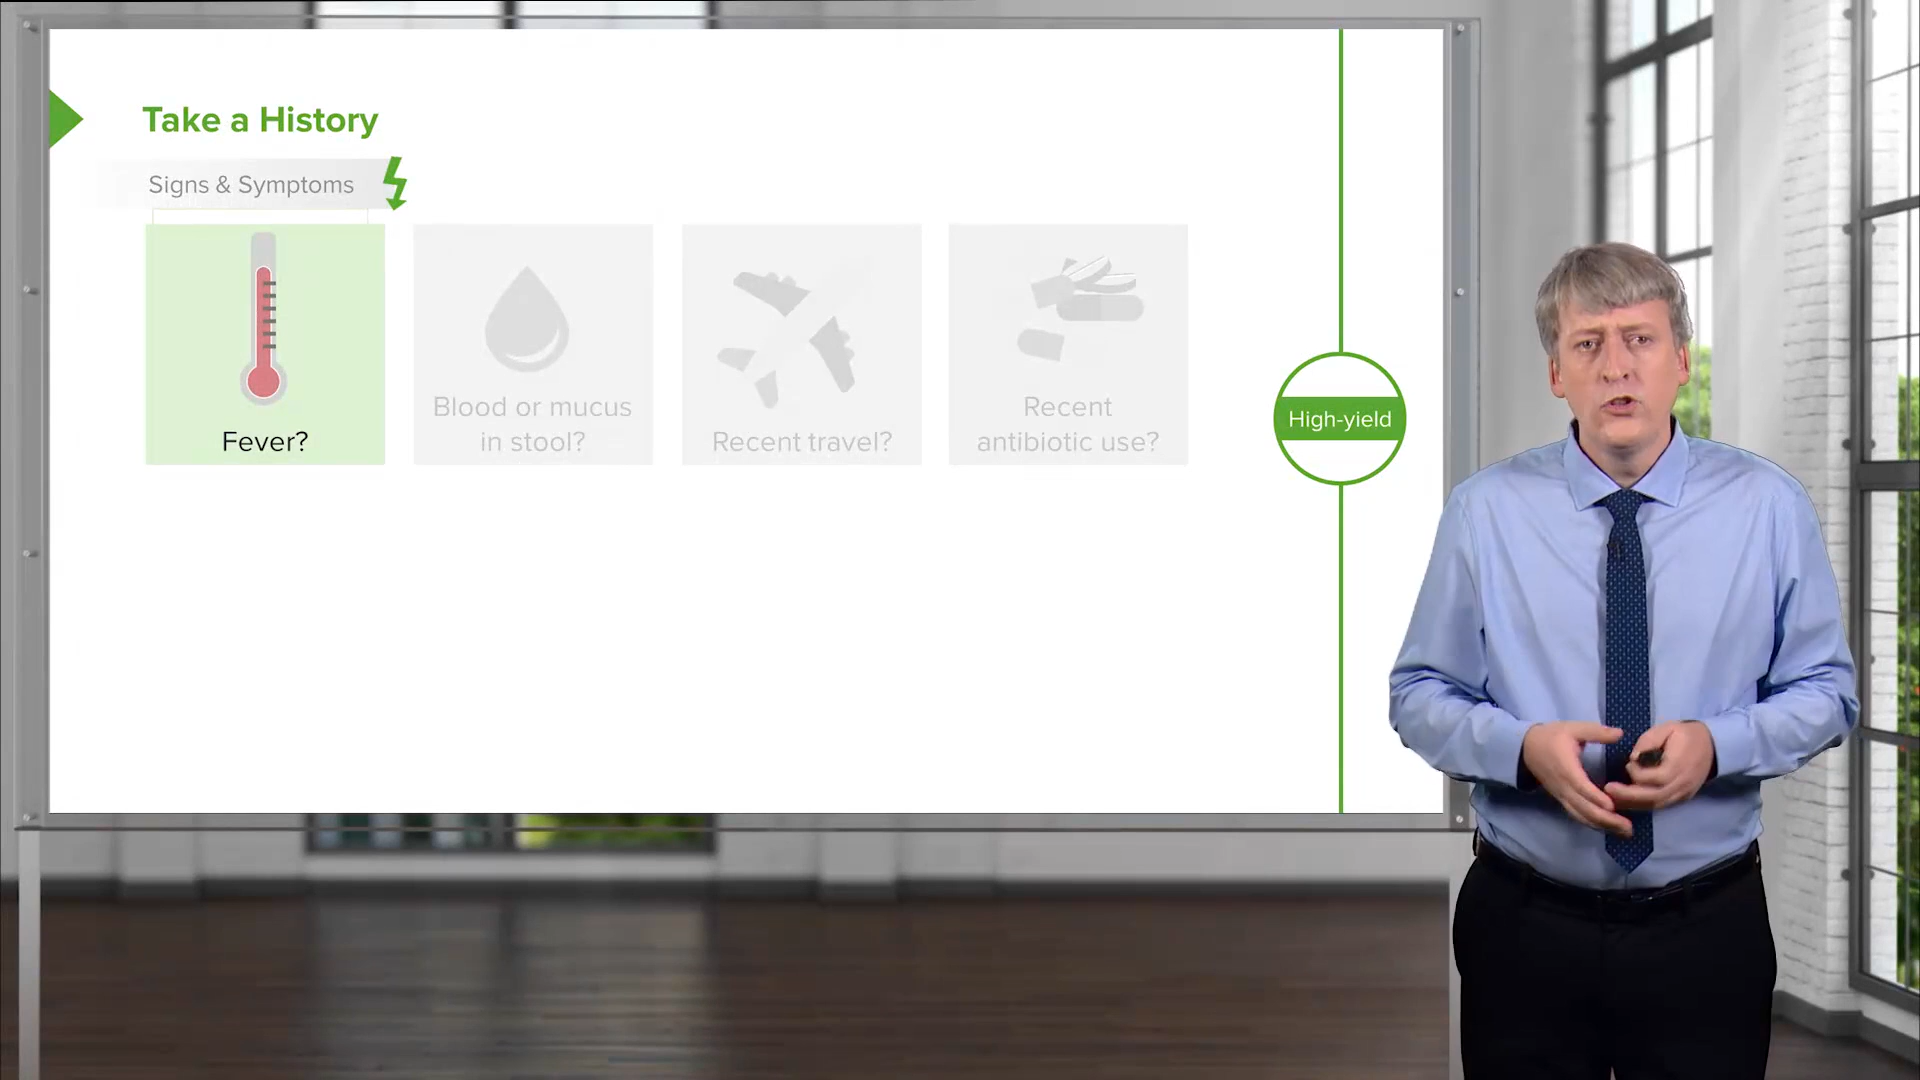 Take a History
Signs & Symptoms
Fever?
Blood or mucus
in stool?
Recent travel?
Recent
antibiotic use?
High-yield